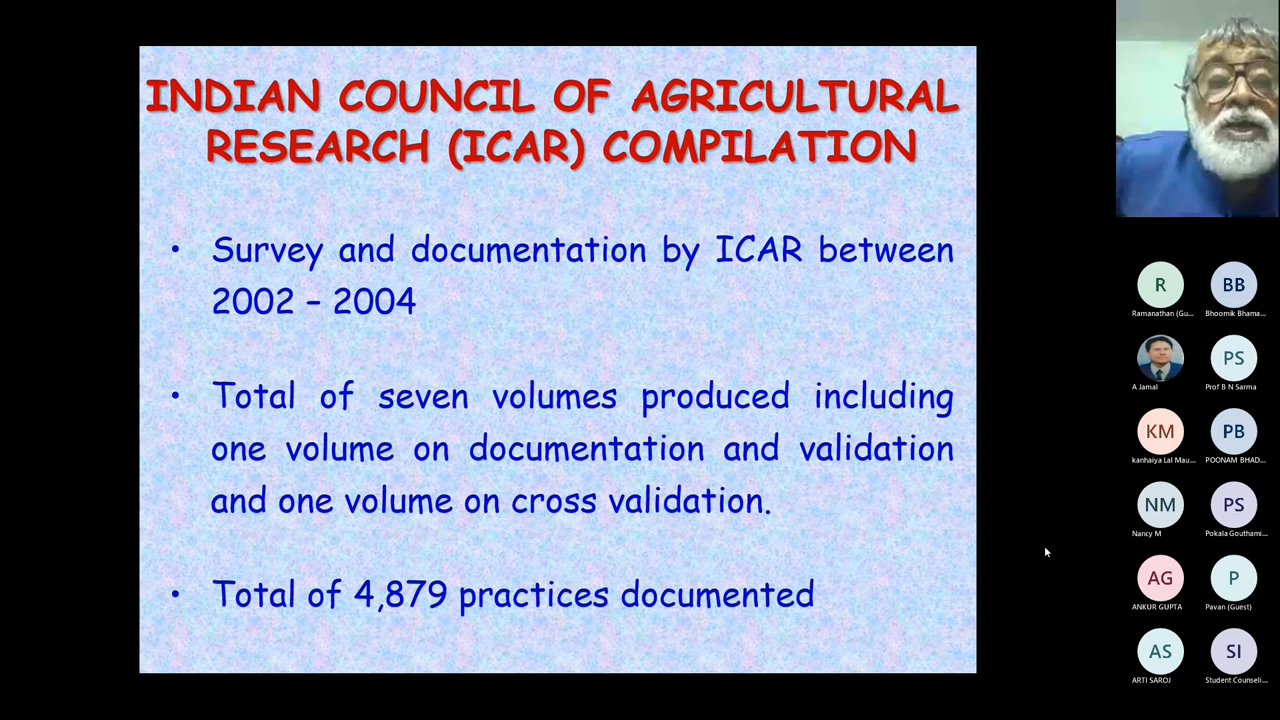 INDIAN COUNCIL OF AGRICULTURAL
RESEARCH (ICAR) COMPILATION
• Survey and documentation by ICAR between
2002 – 2004
• Total of seven volumes produced including
one volume on documentation and validation
and one volume on cross validation.
• Total of 4,879 practices documented
R
BB
Ramanathan (Gu...
Bhoomik Bhama...
PS
A Jamal
Prof B N Sarma
KM
PB
kanhaiya Lal Mau...
POONAM BHAD...
NM
PS
Nancy M
Pokala Gouthami...
AG
P
ANKUR GUPTA
Pavan (Guest)
AS
SI
ARTI SAROJ
Student Counseli...